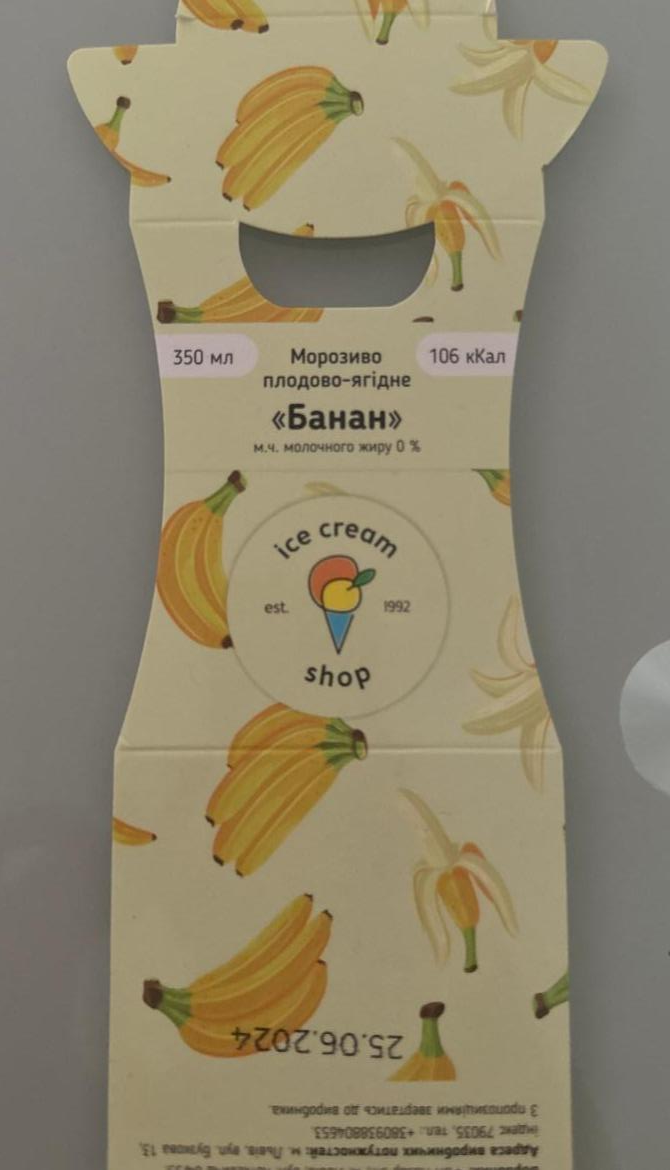 350 мл
Морозиво
плодово-ягідне
106 кКал
«Банан»
м.ч. молочного жиру 0 %
ice cream
est.
1992
shop
25.06.2024
З пропозиціями звертатись до виробника.
індекс 79035, тел.: +380938804653.
Адреса виробничих потужностей: м. Львів, вул. Бузкова 13,